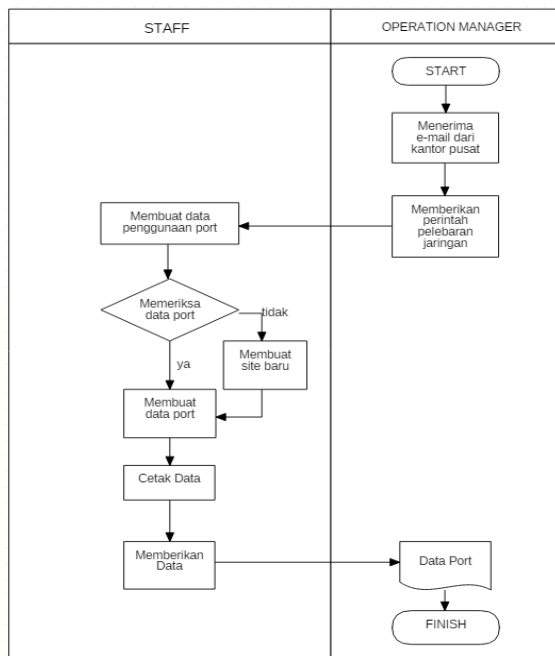 STAFF
OPERATION MANAGER
START
Menerima
e-mail dari
kantor pusat
Memberikan
perintah
pelebaran
jaringan
Membuat data
penggunaan port
Memeriksa
data port
tidak
Membuat
site baru
ya
Membuat
data port
Cetak Data
Memberikan
Data
Data Port
FINISH